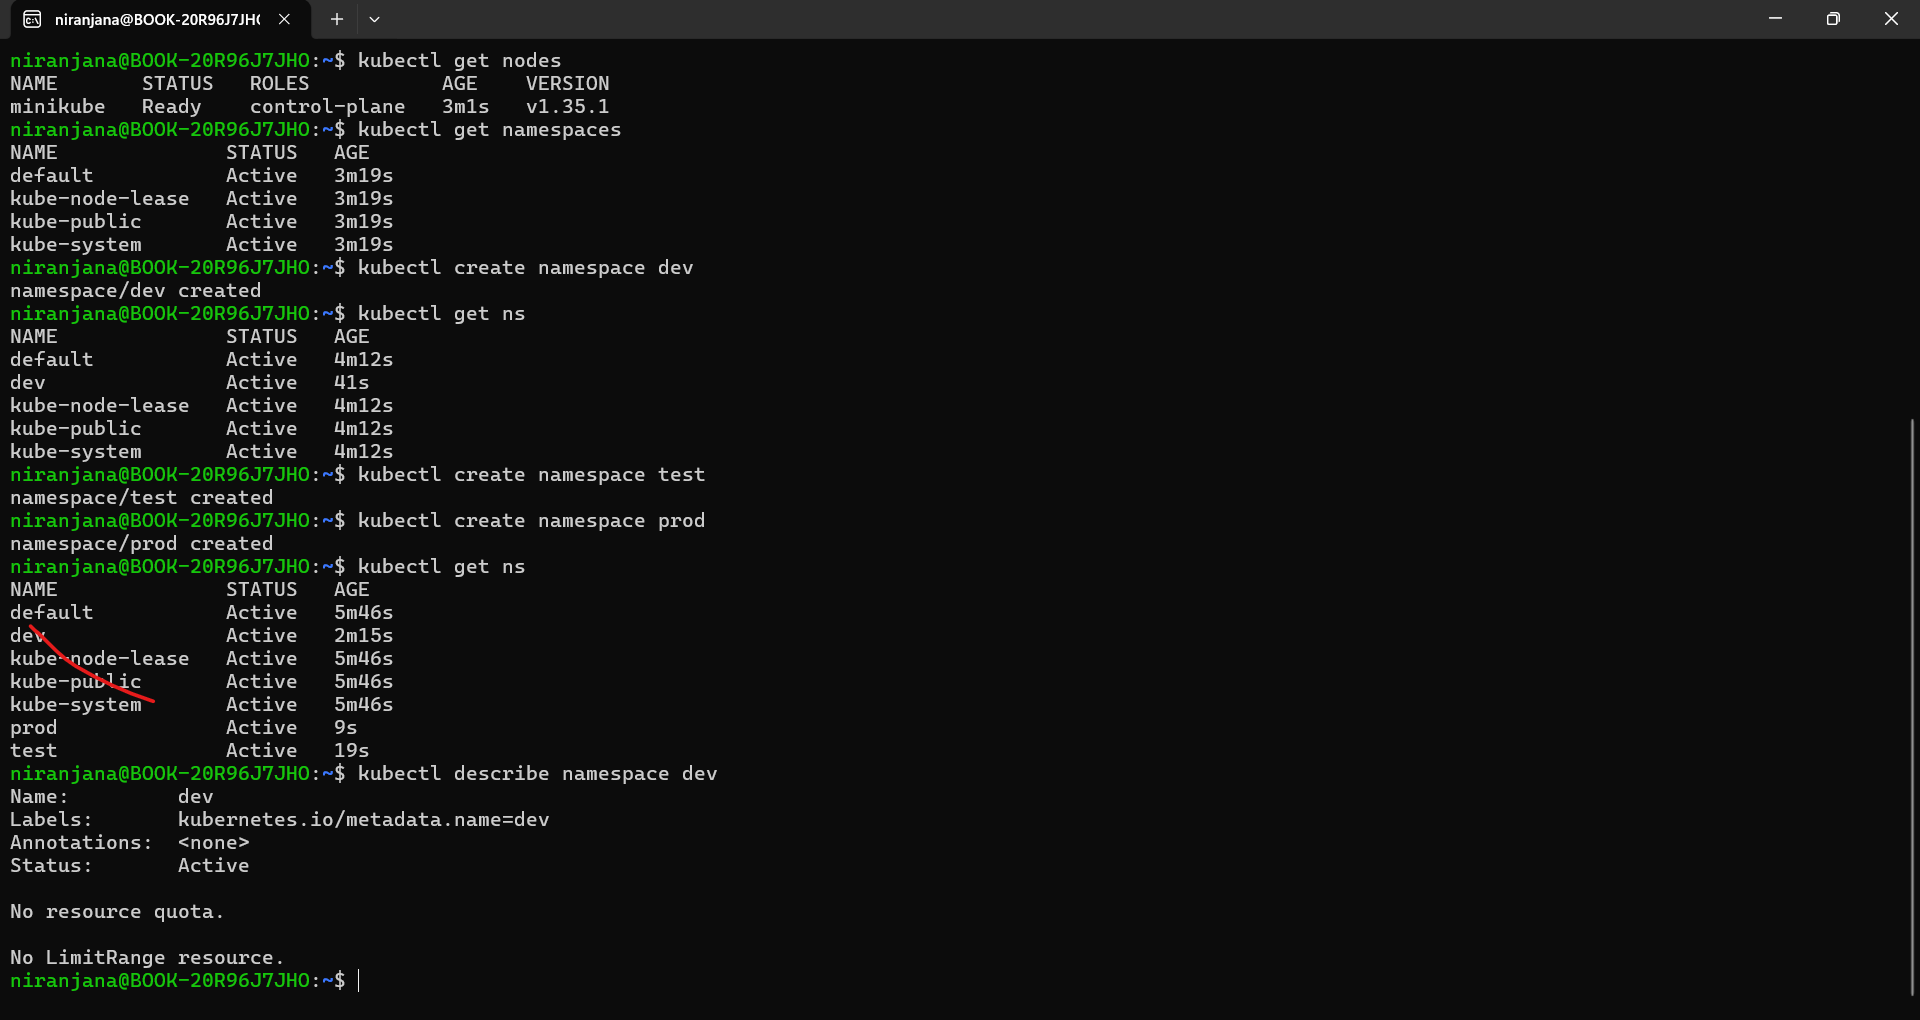 niranjana@BOOK-20R96J7JH(
niranjana@BOOK-20R96J7JHO:~$ kubectl get nodes
NAME       STATUS   ROLES           AGE    VERSION
minikube   Ready    control-plane   3m1s   v1.35.1
niranjana@BOOK-20R96J7JHO:~$ kubectl get namespaces
NAME              STATUS   AGE
default           Active   3m19s
kube-node-lease   Active   3m19s
kube-public       Active   3m19s
kube-system       Active   3m19s
niranjana@BOOK-20R96J7JHO:~$ kubectl create namespace dev
namespace/dev created
niranjana@BOOK-20R96J7JHO:~$ kubectl get ns
NAME              STATUS   AGE
default           Active   4m12s
dev               Active   41s
kube-node-lease   Active   4m12s
kube-public       Active   4m12s
kube-system       Active   4m12s
niranjana@BOOK-20R96J7JHO:~$ kubectl create namespace test
namespace/test created
niranjana@BOOK-20R96J7JHO:~$ kubectl create namespace prod
namespace/prod created
niranjana@BOOK-20R96J7JHO:~$ kubectl get ns
NAME              STATUS   AGE
default           Active   5m46s
dev               Active   2m15s
kube-node-lease   Active   5m46s
kube-public       Active   5m46s
kube-system       Active   5m46s
prod              Active   9s
test              Active   19s
niranjana@BOOK-20R96J7JHO:~$ kubectl describe namespace dev
Name:         dev
Labels:       kubernetes.io/metadata.name=dev
Annotations:  <none>
Status:       Active
No resource quota.
No LimitRange resource.
niranjana@BOOK-20R96J7JHO:~$